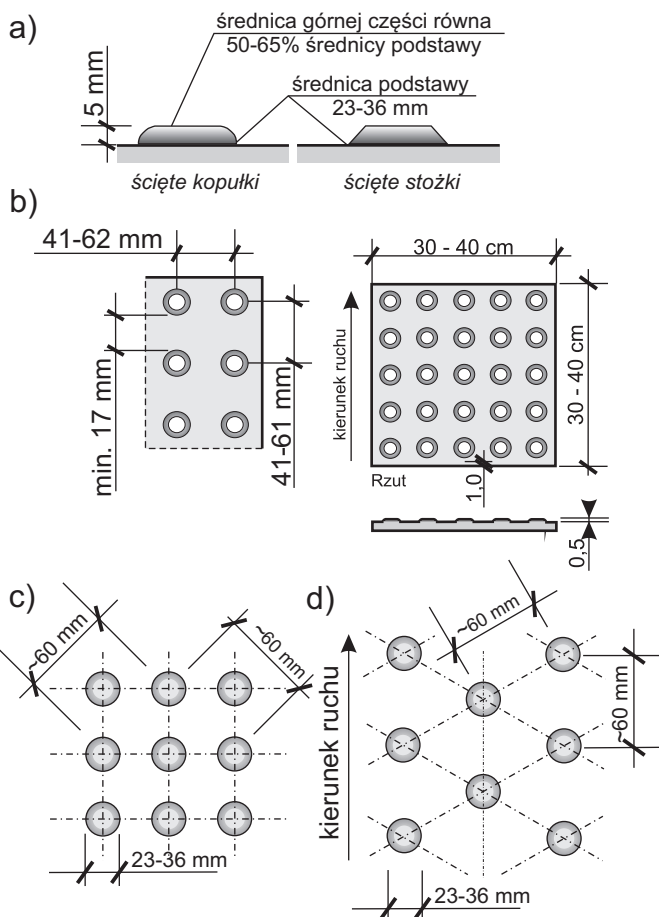 a)
średnica górnej części równa
50-65% średnicy podstawy
5 mm
średnica podstawy
23-36 mm
ścięte kopułki
ścięte stożki
b)
41-62 mm
min. 17 mm
41-61 mm
30 - 40 cm
kierunek ruchu
30 - 40 cm
Rzut
1,0
0,5
c)
~60 mm
~60 mm
23-36 mm
d)
~60 mm
kierunek ruchu
~60 mm
23-36 mm